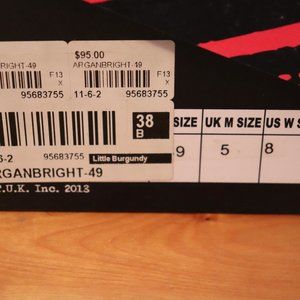 $95.00
RIGHT-49 F13
ARGANBRIGHT-49 F13
X
X
95683755
11-6-2 95683755
38
B
SIZE UK M SIZE US W S
9 5 8
6-2 95683755 Little Burgundy
RGANBRIGHT-49
T.U.K. Inc. 2013